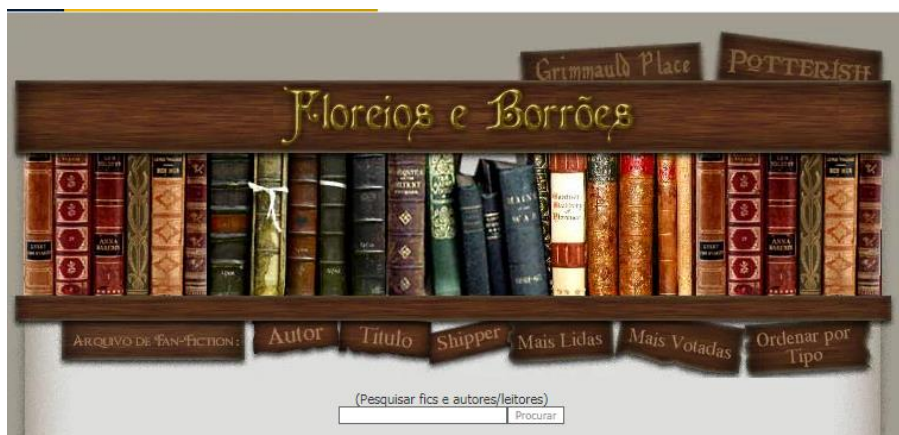 Grimmauld Place
POTTERISH
Floreios e Borrões
ARQUIVO DE FAN-FICTION:
Autor
Título
Shipper
Mais Lidas
Mais Votadas
Ordenar por
Tipo
(Pesquisar fics e autores/leitores)
Procurar